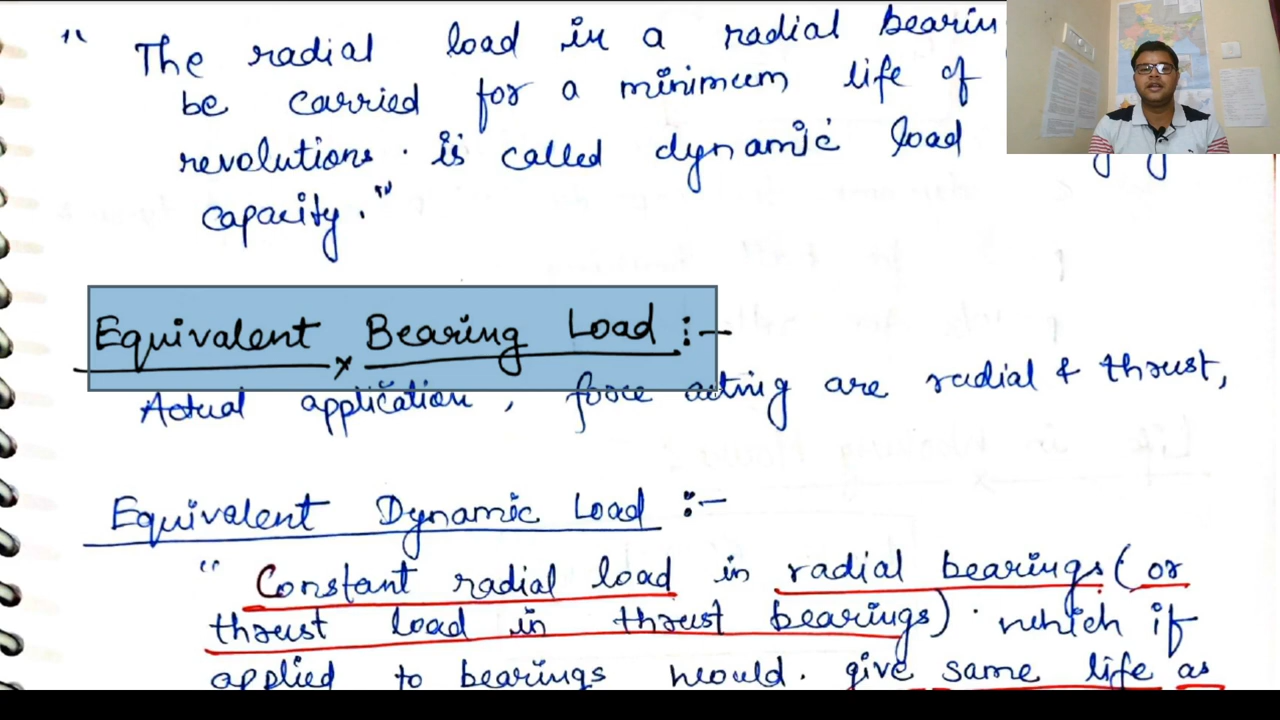 " The radial load in a radial bearin
be carried for a minimum life of
revolutions. is called dynamic load
capacity."
Equivalent Bearing Load :-
Actual application, force acting are radial & thrust,
Equivalent Dynamic Load :-
" Constant radial load in radial bearings (or
thrust load in thrust bearings). which if
applied to bearings would. give same life as